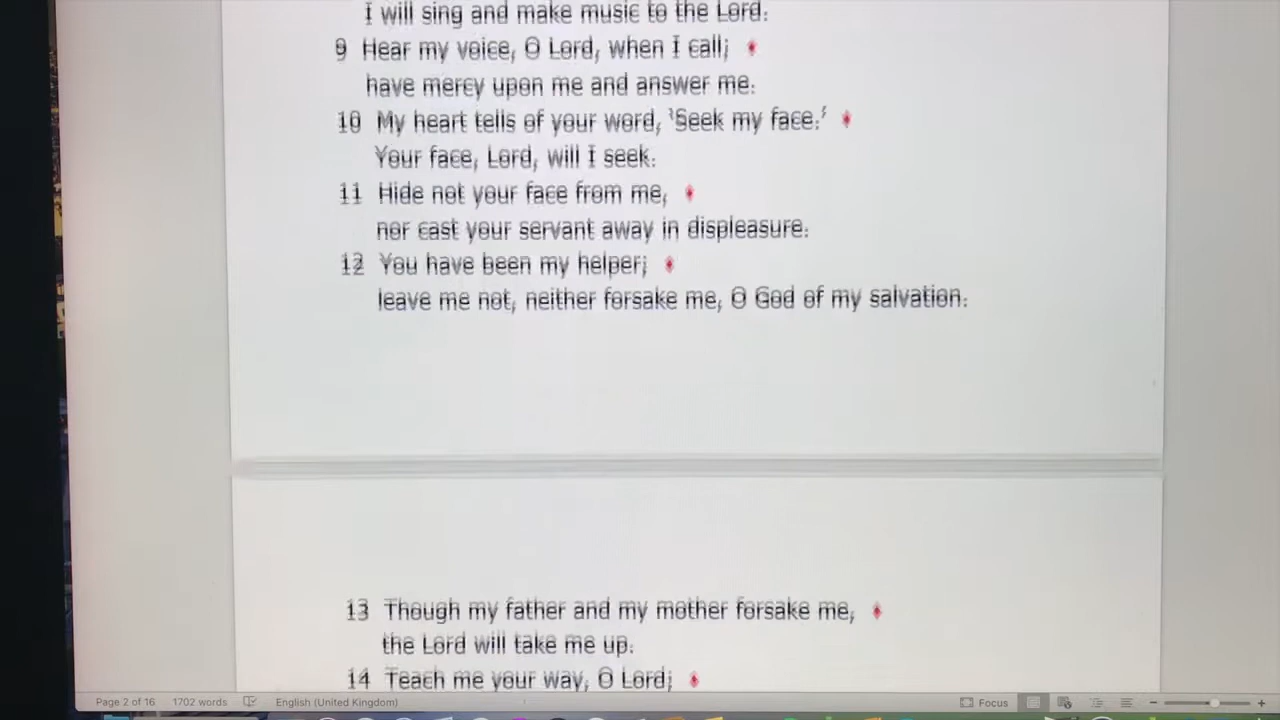 I will sing and make music to the Lord.
9 Hear my voice, O Lord, when I call; ♦
have mercy upon me and answer me.
10 My heart tells of your word, 'Seek my face.' ♦
Your face, Lord, will I seek.
11 Hide not your face from me, ♦
nor cast your servant away in displeasure.
12 You have been my helper; ♦
leave me not, neither forsake me, O God of my salvation.
13 Though my father and my mother forsake me, ♦
the Lord will take me up.
14 Teach me your way, O Lord; ♦
Page 2 of 16 1702 words English (United Kingdom) Focus